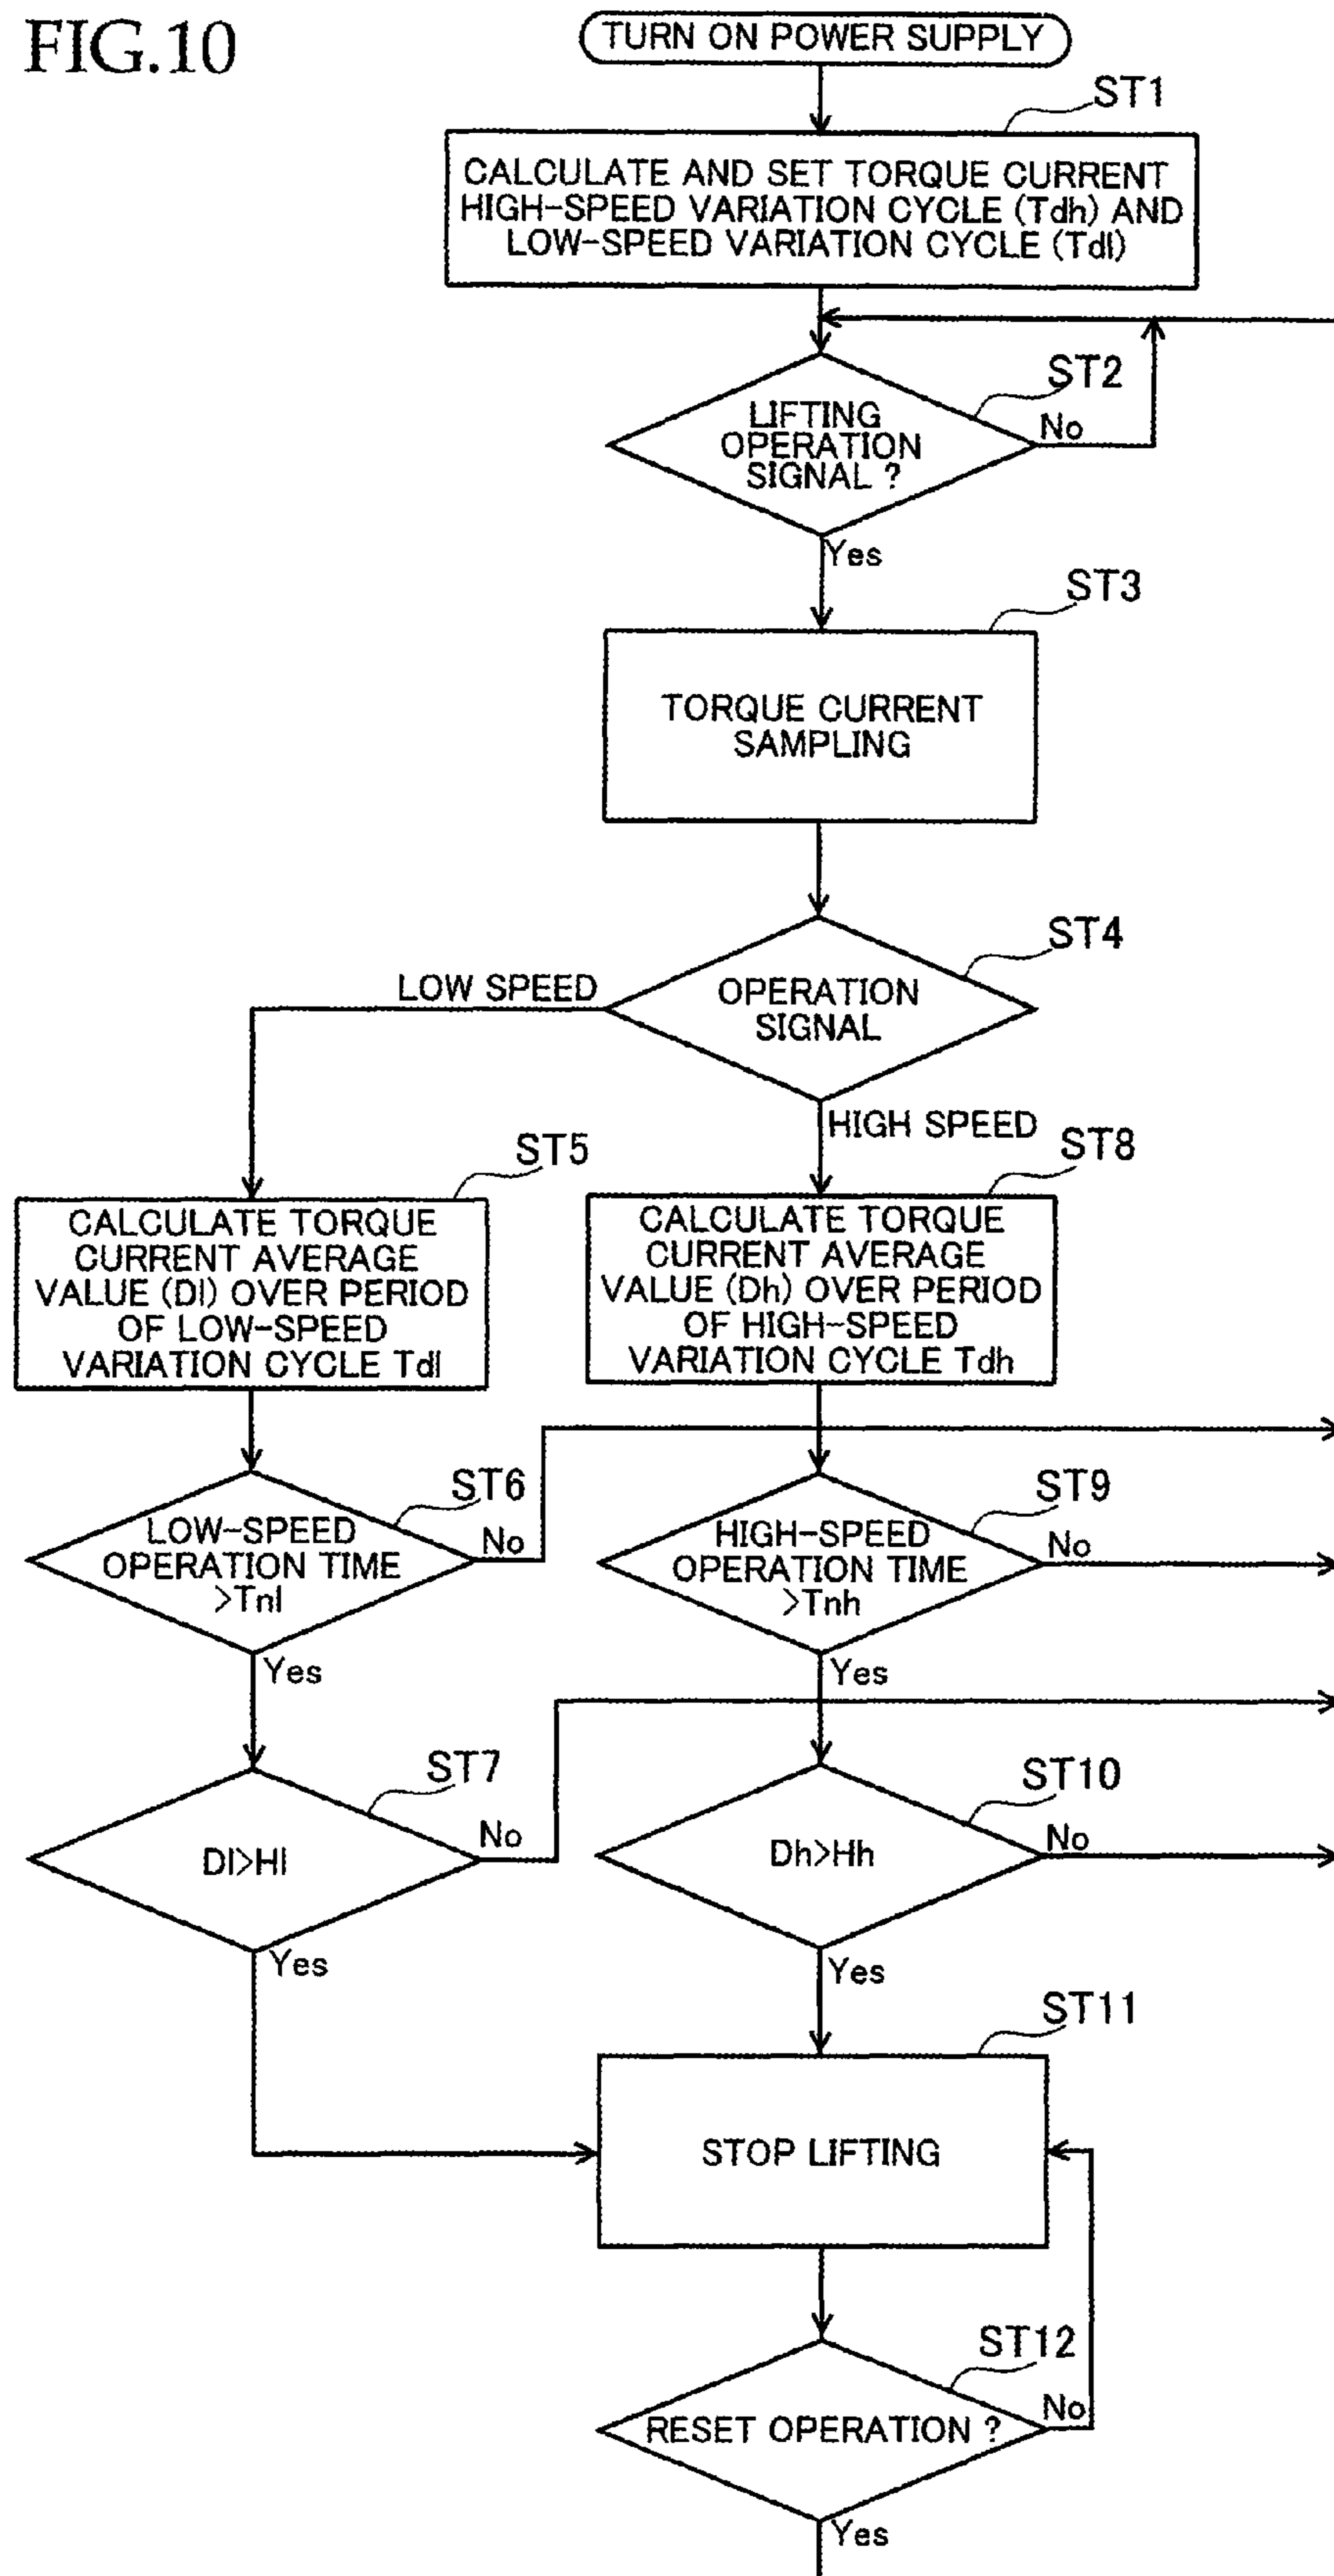 FIG.10
TURN ON POWER SUPPLY
ST1
CALCULATE AND SET TORQUE CURRENT
HIGH-SPEED VARIATION CYCLE (Tdh) AND
LOW-SPEED VARIATION CYCLE (Tdl)
ST2
LIFTING
OPERATION
SIGNAL ?
No
Yes
ST3
TORQUE CURRENT
SAMPLING
ST4
OPERATION
SIGNAL
LOW SPEED
HIGH SPEED
ST5
CALCULATE TORQUE
CURRENT AVERAGE
VALUE (Dl) OVER PERIOD
OF LOW-SPEED
VARIATION CYCLE Tdl
ST8
CALCULATE TORQUE
CURRENT AVERAGE
VALUE (Dh) OVER PERIOD
OF HIGH-SPEED
VARIATION CYCLE Tdh
ST6
LOW-SPEED
OPERATION TIME
>Tnl
No
Yes
ST9
HIGH-SPEED
OPERATION TIME
>Tnh
No
Yes
ST7
Dl>Hl
No
Yes
ST10
Dh>Hh
No
Yes
ST11
STOP LIFTING
ST12
RESET OPERATION ?
No
Yes